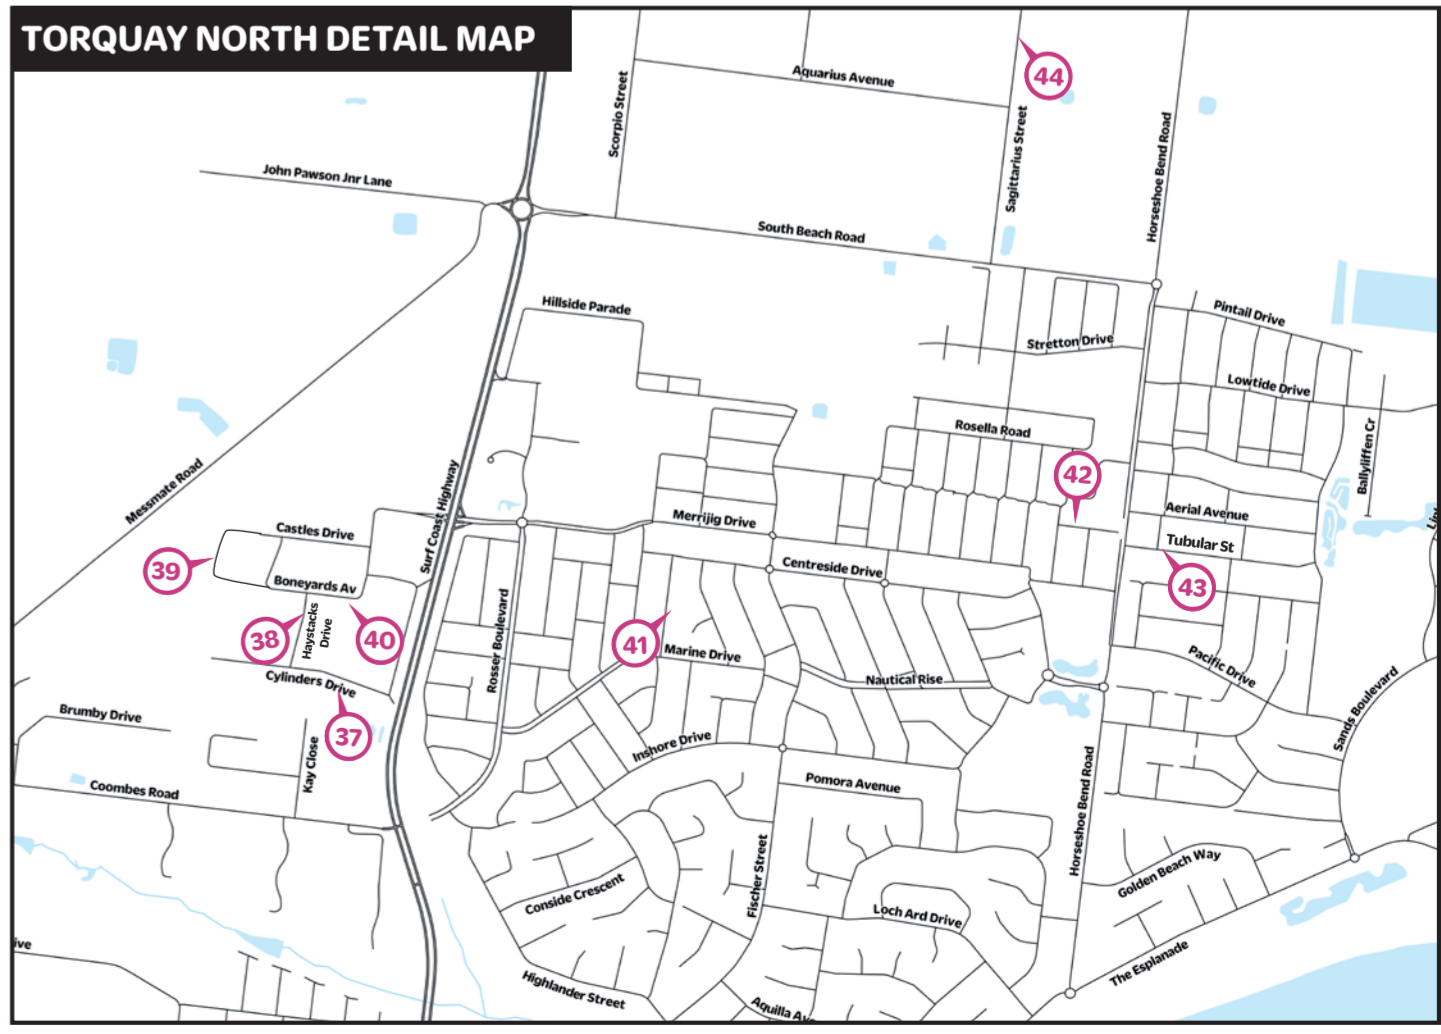 TORQUAY NORTH DETAIL MAP
Aquarius Avenue
44
Scorpio Street
Sagittarius Street
Horseshoe Bend Road
John Pawson Jnr Lane
South Beach Road
Hillside Parade
Pintail Drive
Stretton Drive
Lowtide Drive
Rosella Road
Ballyliffen Cr
42
Messmate Road
Surf Coast Highway
Merrijig Drive
Aerial Avenue
Castles Drive
Tubular St
39
Centreside Drive
43
Boneyards Av
38
Haystacks
Drive
40
Rosser Boulevard
41
Marine Drive
Pacific Drive
Nautical Rise
Cylinders Drive
Sands Boulevard
Brumby Drive
37
Kay Close
Inshore Drive
Coombes Road
Pomora Avenue
Horseshoe Bend Road
Fischer Street
Golden Beach Way
Conside Crescent
Loch Ard Drive
ive
The Esplanade
Highlander Street
Aquilla Av